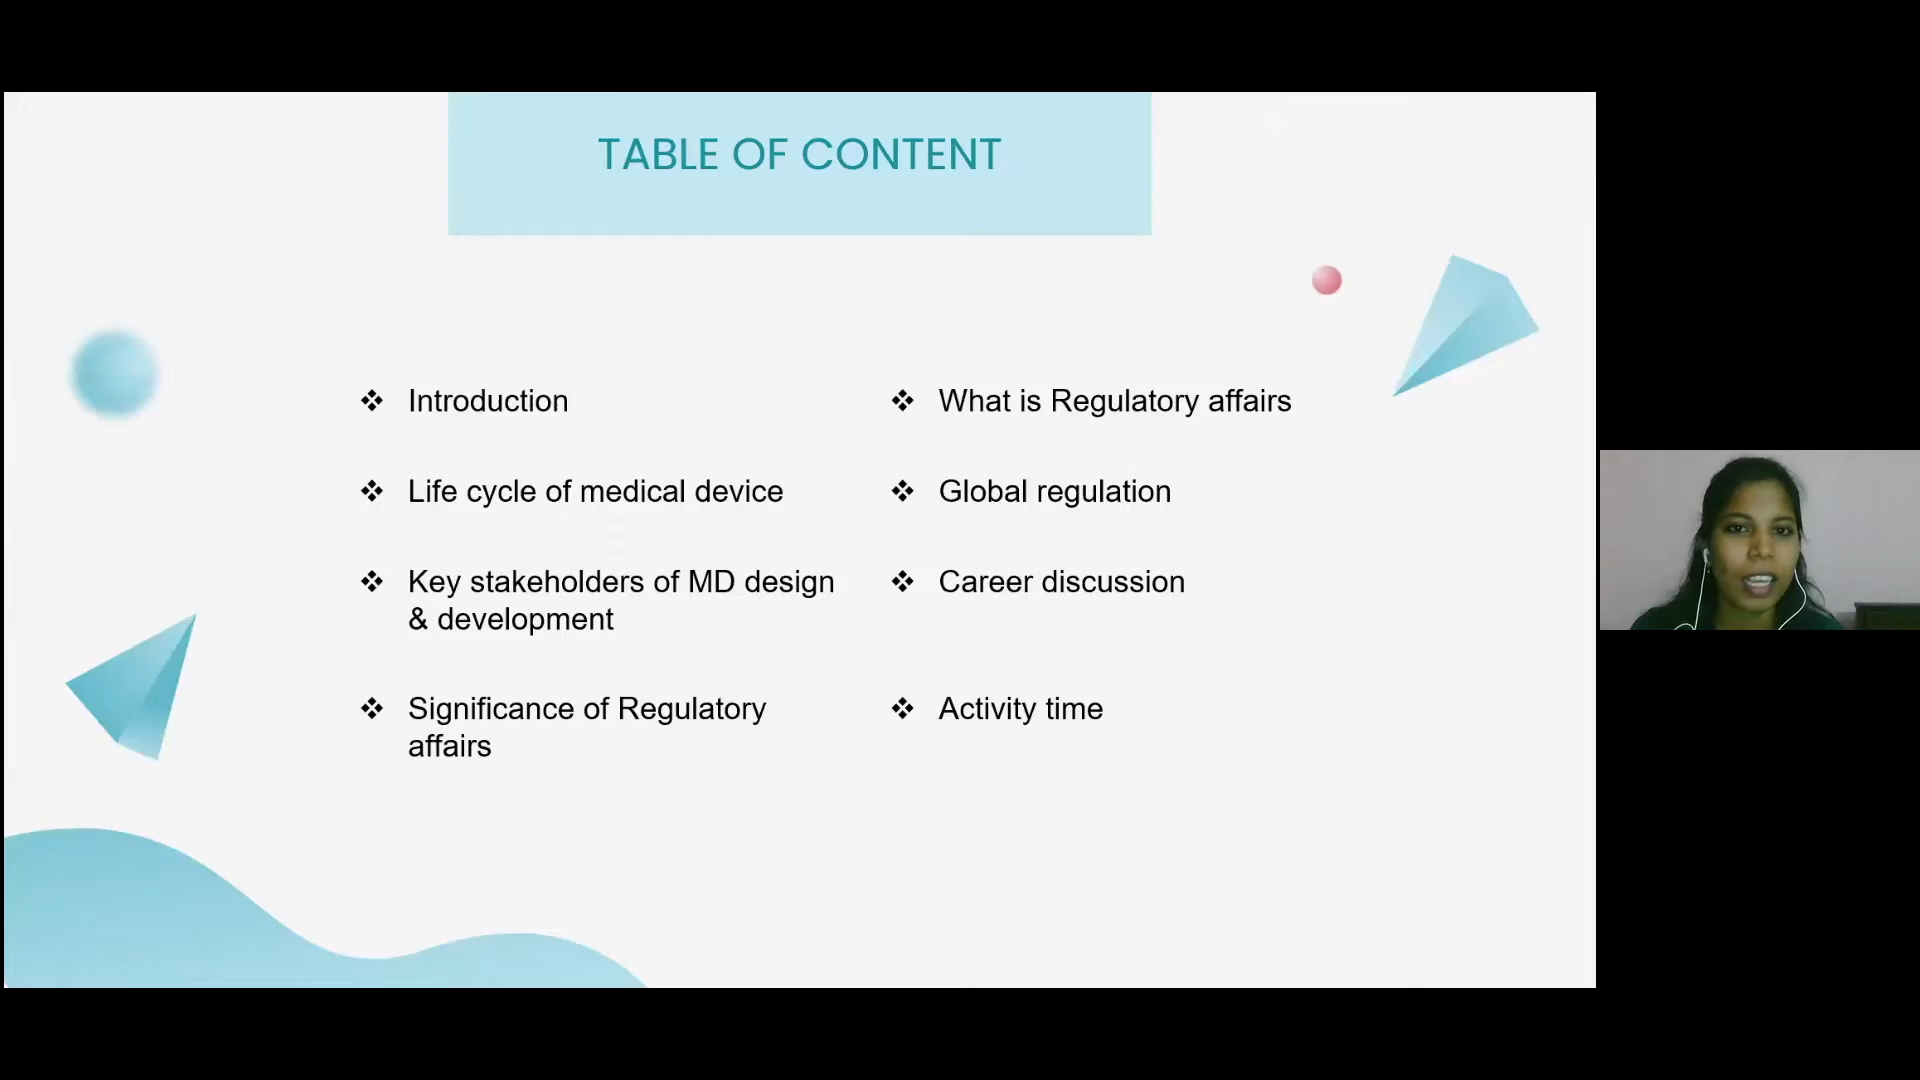 TABLE OF CONTENT
❖ Introduction
❖ Life cycle of medical device
❖ Key stakeholders of MD design
& development
❖ Significance of Regulatory
affairs
❖ What is Regulatory affairs
❖ Global regulation
❖ Career discussion
❖ Activity time